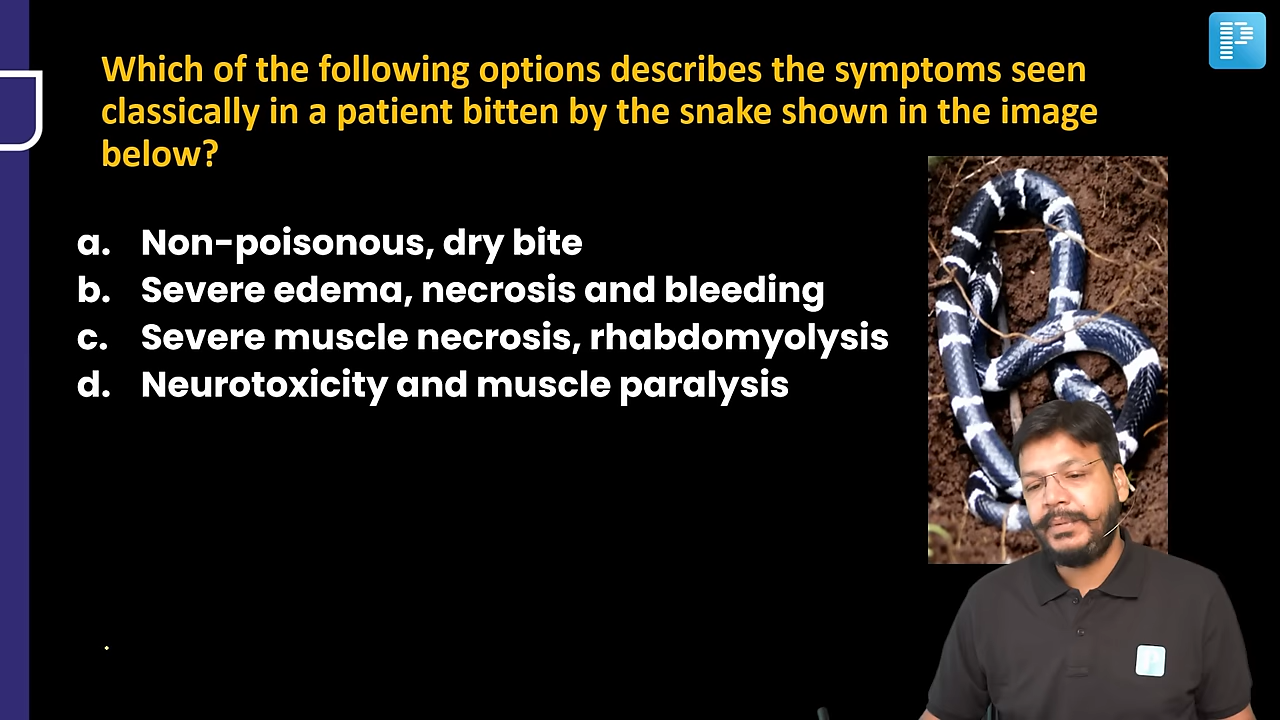 Which of the following options describes the symptoms seen
classically in a patient bitten by the snake shown in the image
below?
a. Non-poisonous, dry bite
b. Severe edema, necrosis and bleeding
c. Severe muscle necrosis, rhabdomyolysis
d. Neurotoxicity and muscle paralysis
.
P
P